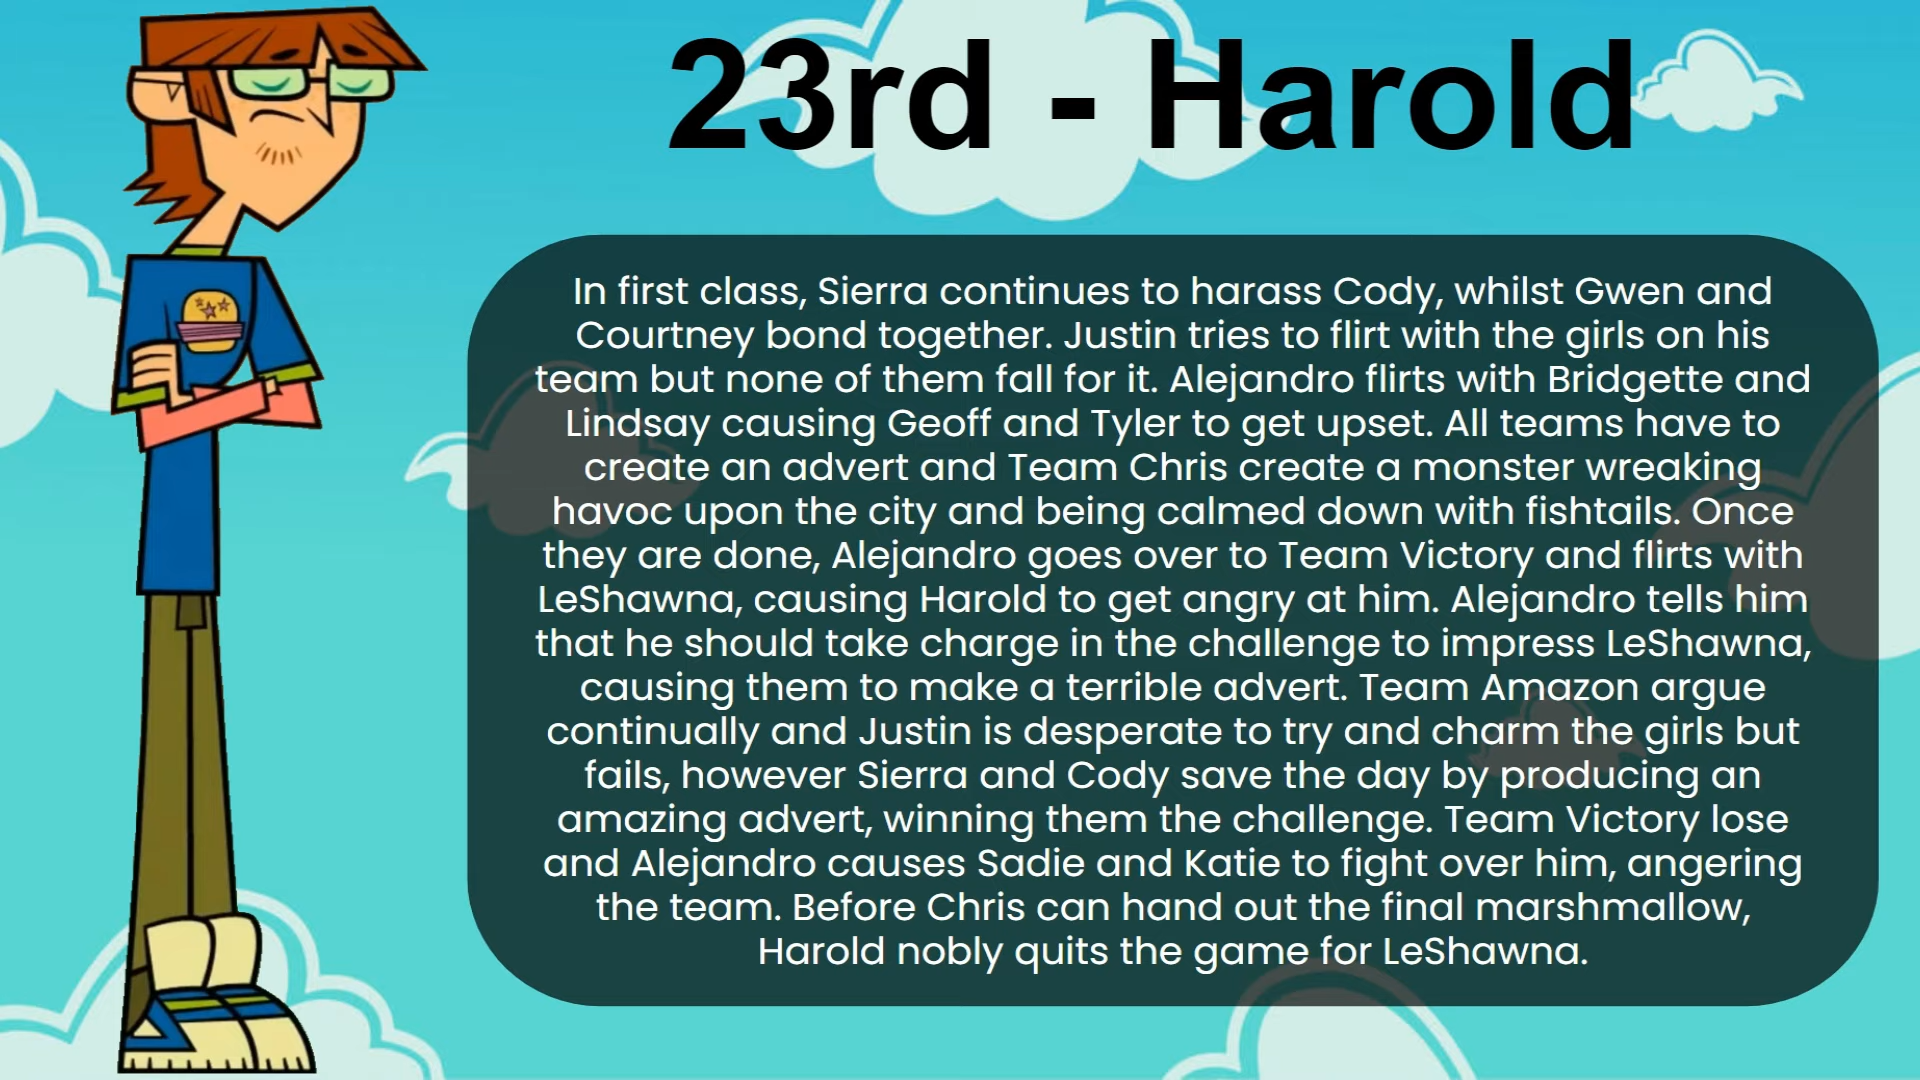 23rd - Harold
In first class, Sierra continues to harass Cody, whilst Gwen and
Courtney bond together. Justin tries to flirt with the girls on his
team but none of them fall for it. Alejandro flirts with Bridgette and
Lindsay causing Geoff and Tyler to get upset. All teams have to
create an advert and Team Chris create a monster wreaking
havoc upon the city and being calmed down with fishtails. Once
they are done, Alejandro goes over to Team Victory and flirts with
LeShawna, causing Harold to get angry at him. Alejandro tells him
that he should take charge in the challenge to impress LeShawna,
causing them to make a terrible advert. Team Amazon argue
continually and Justin is desperate to try and charm the girls but
fails, however Sierra and Cody save the day by producing an
amazing advert, winning them the challenge. Team Victory lose
and Alejandro causes Sadie and Katie to fight over him, angering
the team. Before Chris can hand out the final marshmallow,
Harold nobly quits the game for LeShawna.